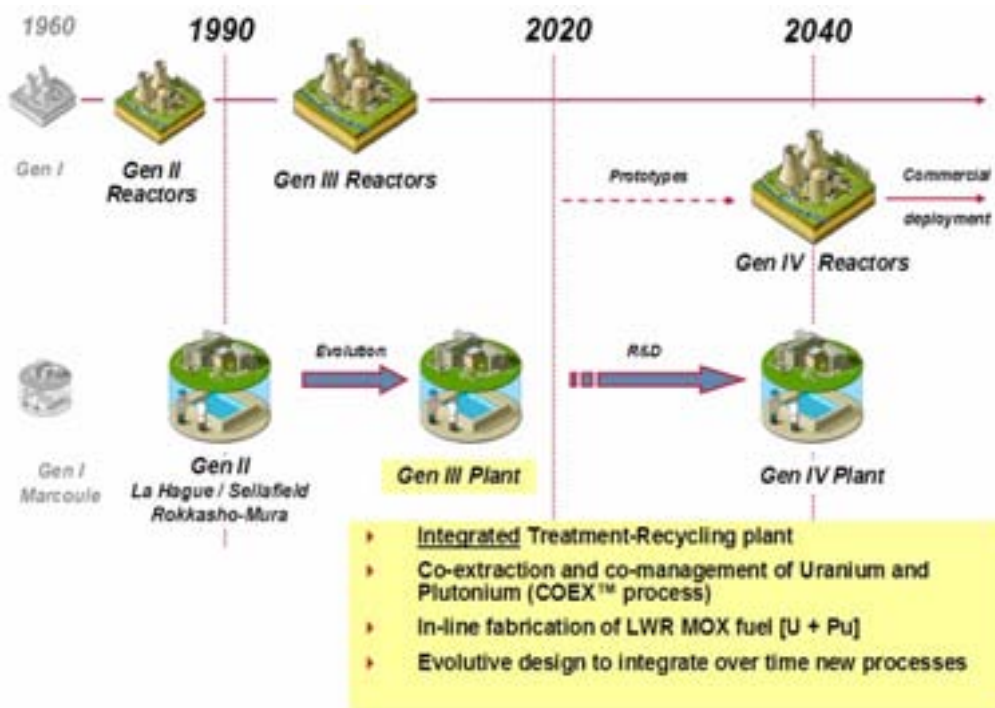 1960
1990
2020
2040
Gen I
Gen II
Reactors
Gen III Reactors
Prototypes
Commercial
deployment
Gen IV Reactors
Evolution
R&D
Gen I
Marcoule
Gen II
La Hague / Sellafield
Rokkasho-Mura
Gen III Plant
Gen IV Plant
Integrated Treatment-Recycling plant
Co-extraction and co-management of Uranium and
Plutonium (COEX™ process)
In-line fabrication of LWR MOX fuel [U + Pu]
Evolutive design to integrate over time new processes